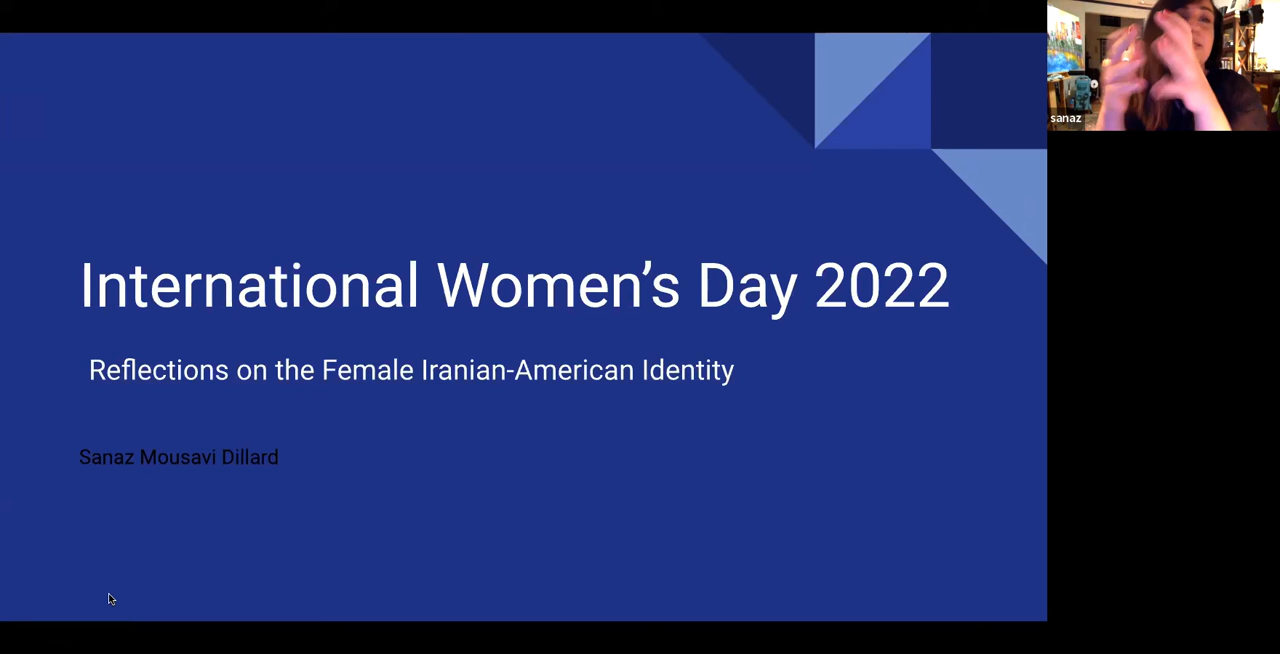 International Women’s Day 2022
Reflections on the Female Iranian-American Identity
Sanaz Mousavi Dillard
sanaz